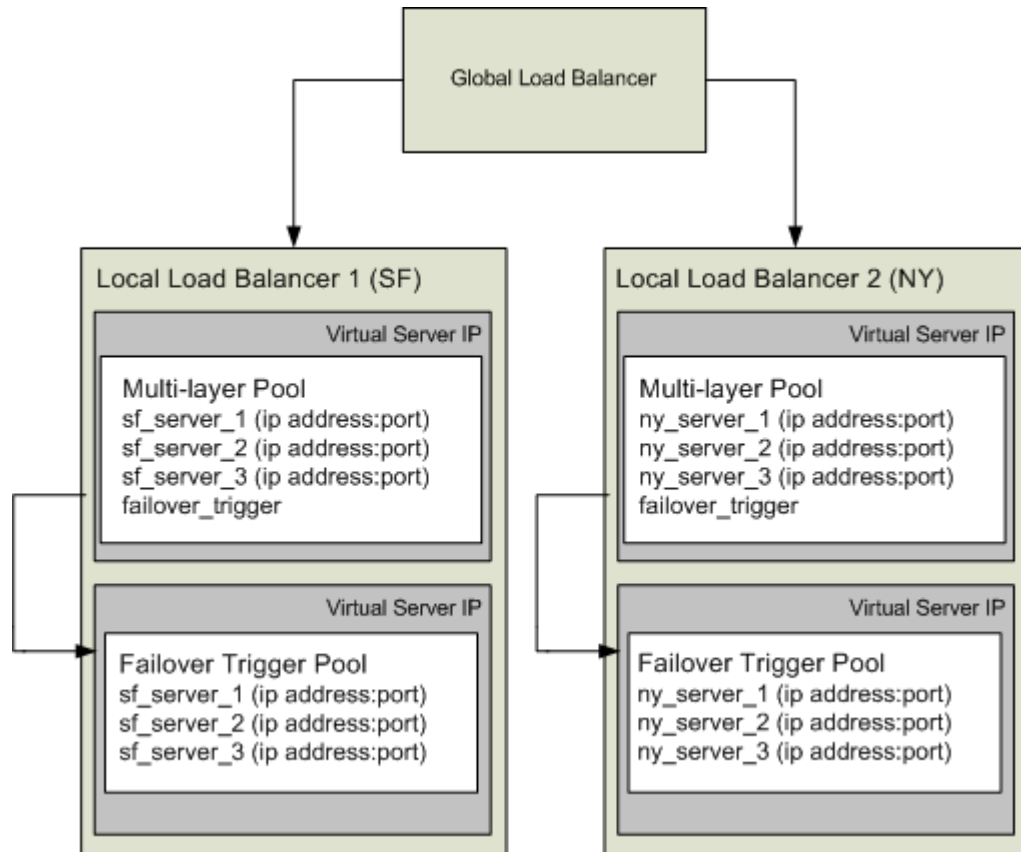 Global Load Balancer
Local Load Balancer 1 (SF)
Virtual Server IP
Multi-layer Pool
sf_server_1 (ip address:port)
sf_server_2 (ip address:port)
sf_server_3 (ip address:port)
failover_trigger
Virtual Server IP
Failover Trigger Pool
sf_server_1 (ip address:port)
sf_server_2 (ip address:port)
sf_server_3 (ip address:port)
Local Load Balancer 2 (NY)
Virtual Server IP
Multi-layer Pool
ny_server_1 (ip address:port)
ny_server_2 (ip address:port)
ny_server_3 (ip address:port)
failover_trigger
Virtual Server IP
Failover Trigger Pool
ny_server_1 (ip address:port)
ny_server_2 (ip address:port)
ny_server_3 (ip address:port)